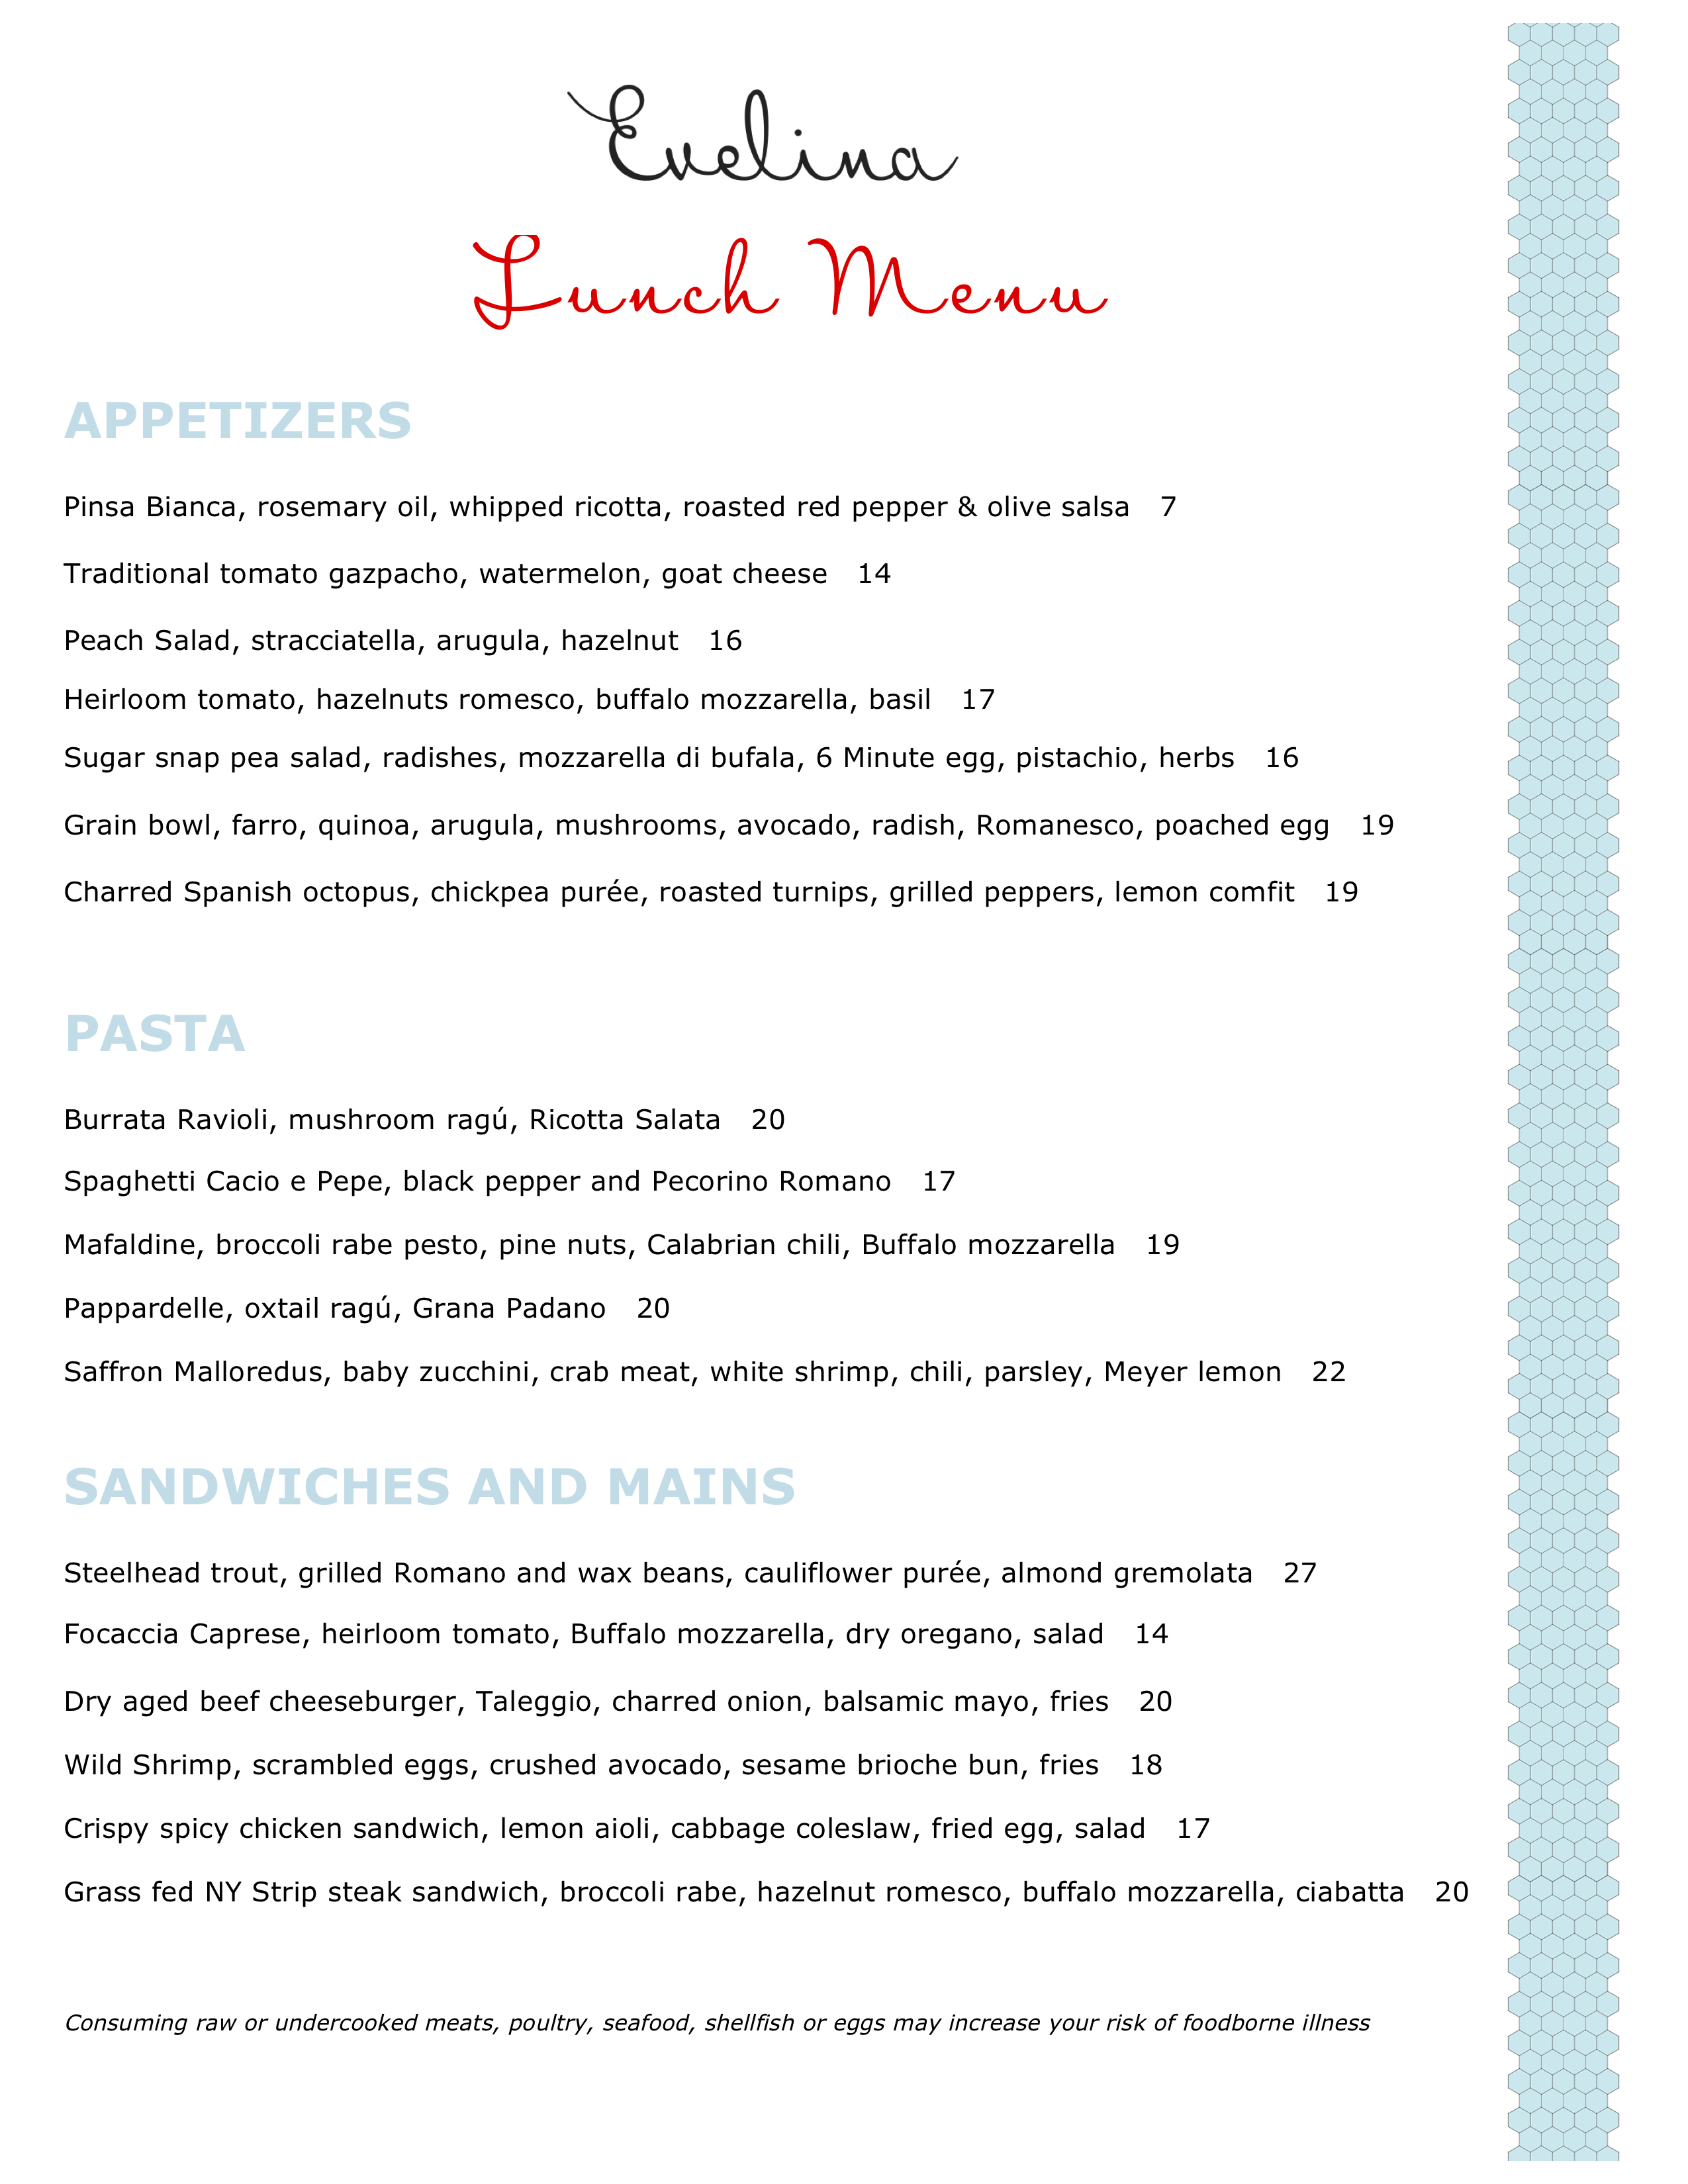 Evelina
Lunch Menu
APPETIZERS
Pinsa Bianca, rosemary oil, whipped ricotta, roasted red pepper & olive salsa 7
Traditional tomato gazpacho, watermelon, goat cheese 14
Peach Salad, stracciatella, arugula, hazelnut 16
Heirloom tomato, hazelnuts romesco, buffalo mozzarella, basil 17
Sugar snap pea salad, radishes, mozzarella di bufala, 6 Minute egg, pistachio, herbs 16
Grain bowl, farro, quinoa, arugula, mushrooms, avocado, radish, Romanesco, poached egg 19
Charred Spanish octopus, chickpea purée, roasted turnips, grilled peppers, lemon comfit 19
PASTA
Burrata Ravioli, mushroom ragú, Ricotta Salata 20
Spaghetti Cacio e Pepe, black pepper and Pecorino Romano 17
Mafaldine, broccoli rabe pesto, pine nuts, Calabrian chili, Buffalo mozzarella 19
Pappardelle, oxtail ragú, Grana Padano 20
Saffron Malloredus, baby zucchini, crab meat, white shrimp, chili, parsley, Meyer lemon 22
SANDWICHES AND MAINS
Steelhead trout, grilled Romano and wax beans, cauliflower purée, almond gremolata 27
Focaccia Caprese, heirloom tomato, Buffalo mozzarella, dry oregano, salad 14
Dry aged beef cheeseburger, Taleggio, charred onion, balsamic mayo, fries 20
Wild Shrimp, scrambled eggs, crushed avocado, sesame brioche bun, fries 18
Crispy spicy chicken sandwich, lemon aioli, cabbage coleslaw, fried egg, salad 17
Grass fed NY Strip steak sandwich, broccoli rabe, hazelnut romesco, buffalo mozzarella, ciabatta 20
Consuming raw or undercooked meats, poultry, seafood, shellfish or eggs may increase your risk of foodborne illness